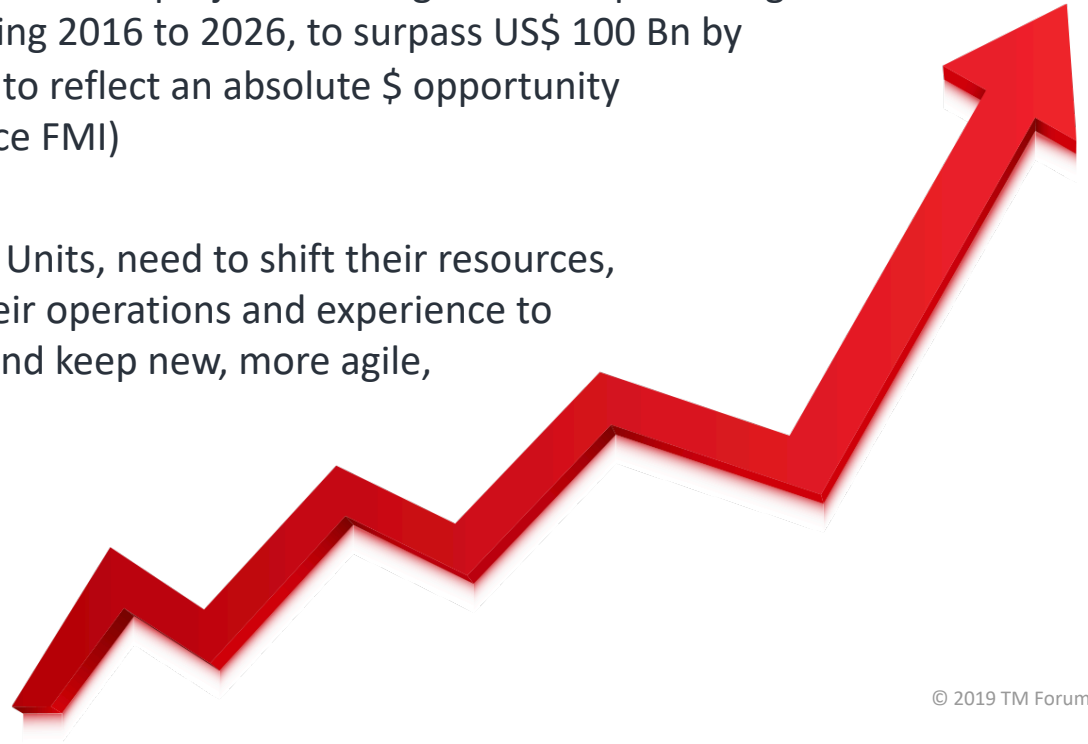 ing 2016 to 2026, to surpass US$ 100 Bn by
to reflect an absolute $ opportunity
ce FMI)
Units, need to shift their resources,
eir operations and experience to
nd keep new, more agile,
© 2019 TM Forum